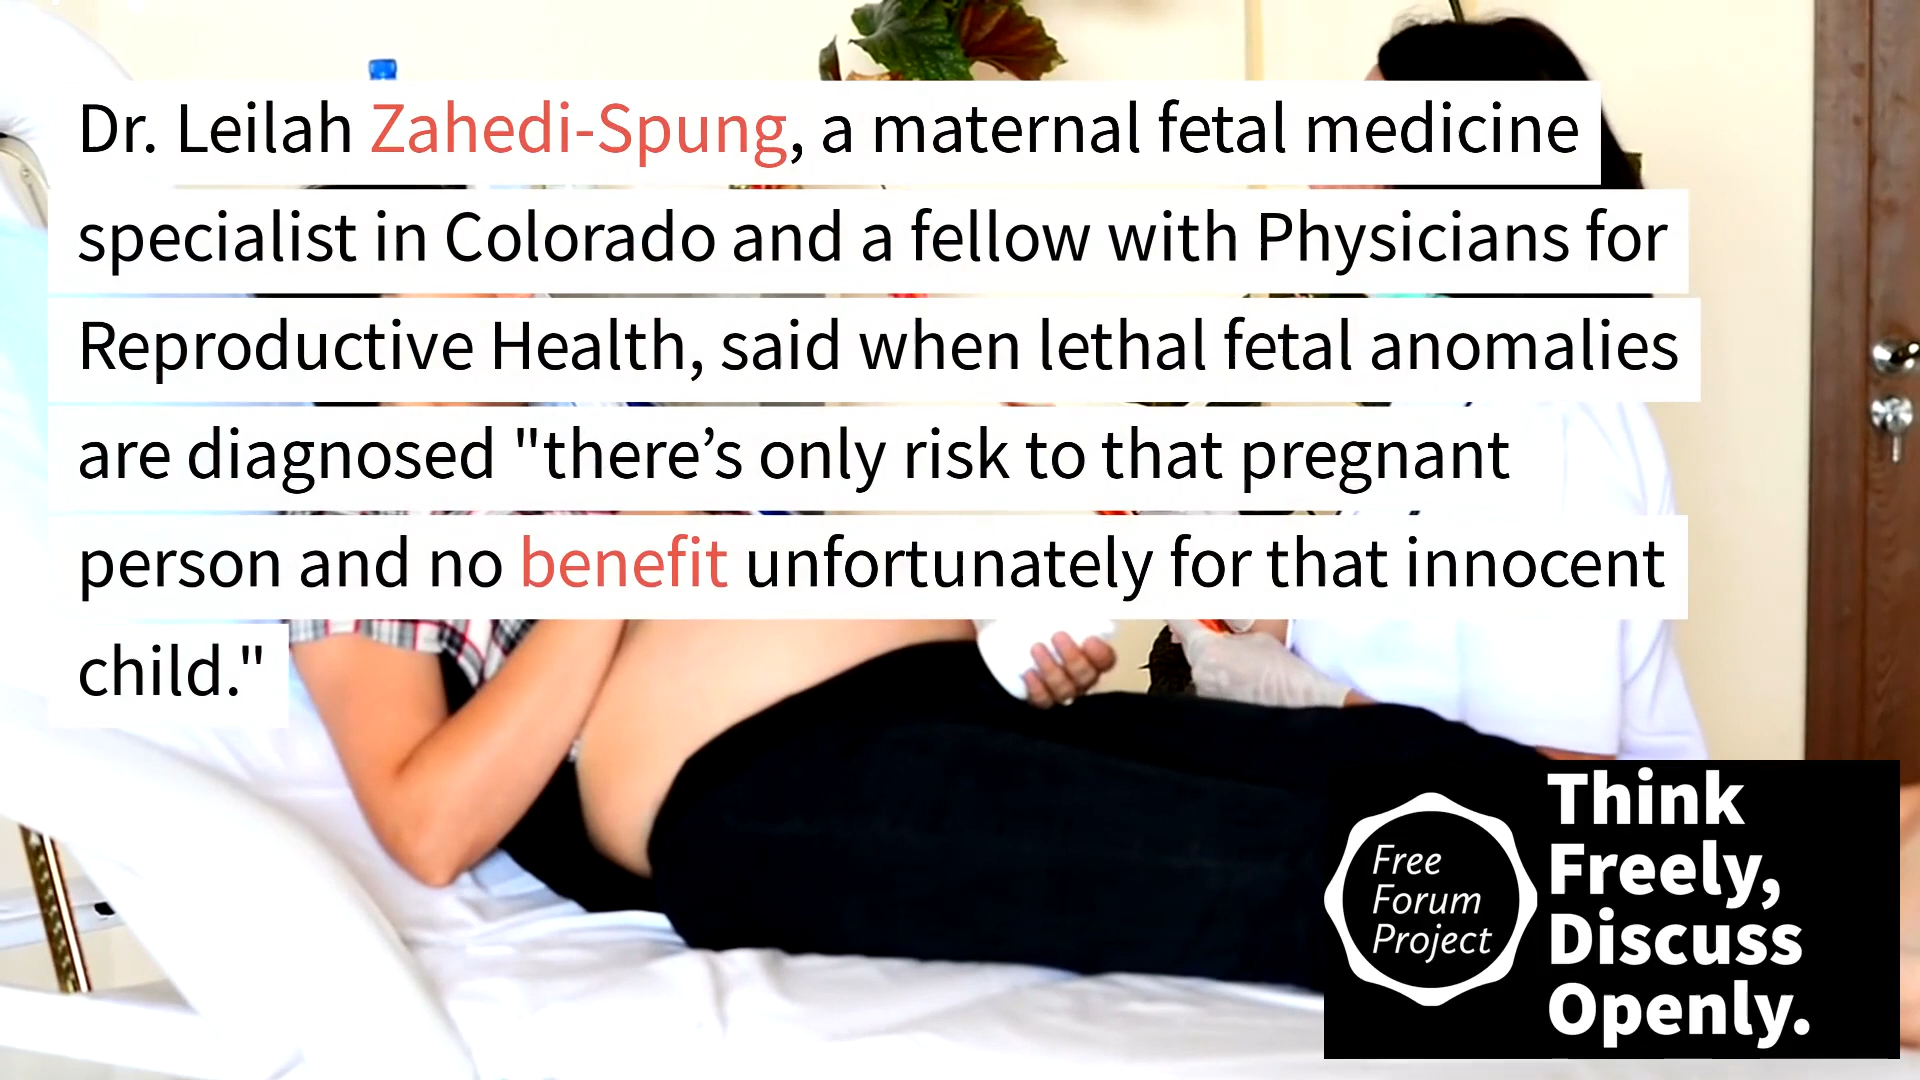 Dr. Leilah Zahedi-Spung, a maternal fetal medicine
specialist in Colorado and a fellow with Physicians for
Reproductive Health, said when lethal fetal anomalies
are diagnosed "there’s only risk to that pregnant
person and no benefit unfortunately for that innocent
child."
Free
Forum
Project
Think
Freely,
Discuss
Openly.